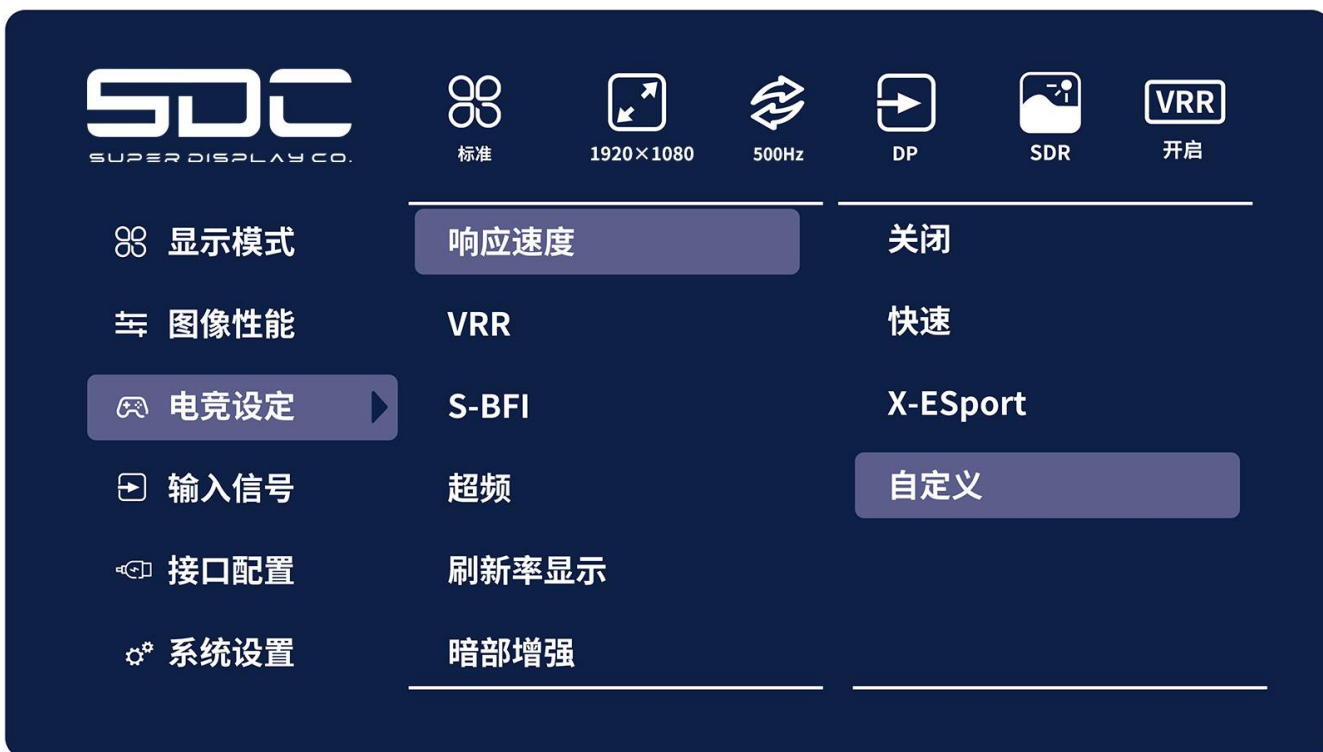 SDC
SUPER DISPLAY CO.
标准
1920×1080
500Hz
DP
SDR
VRR
开启
显示模式
图像性能
电竞设定
输入信号
接口配置
系统设置
响应速度
VRR
S-BFI
超频
刷新率显示
暗部增强
关闭
快速
X-ESport
自定义